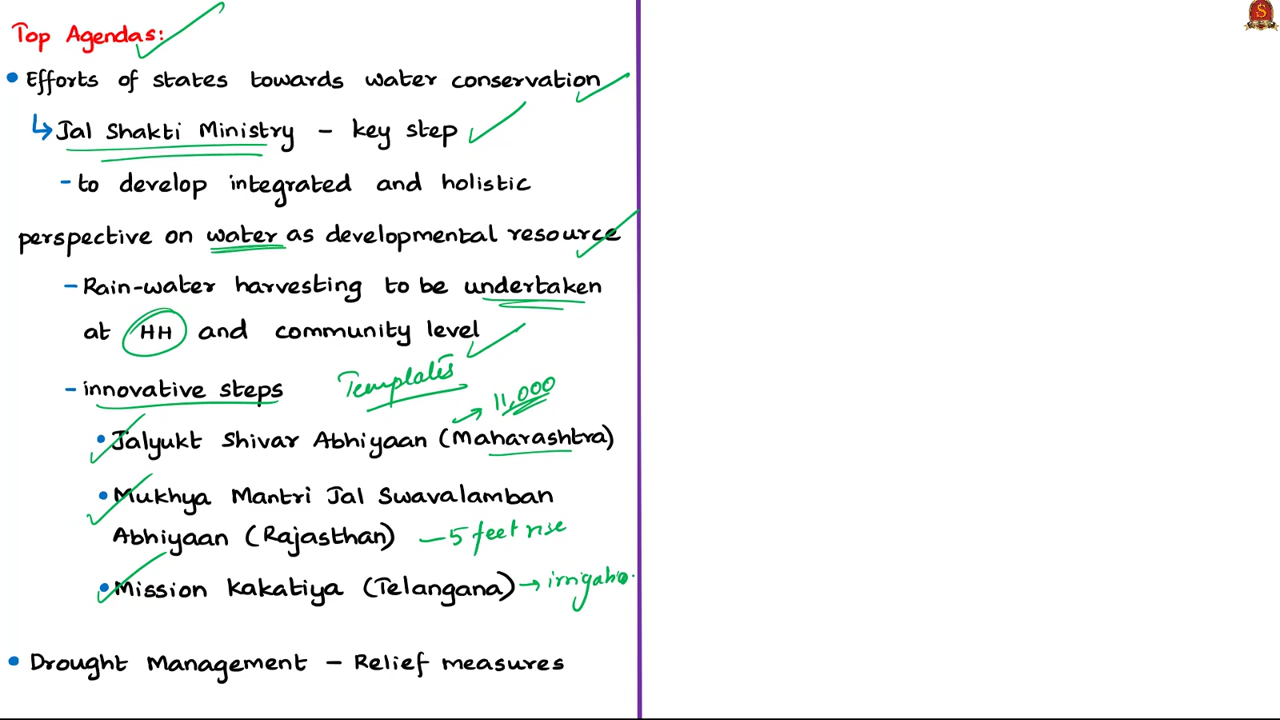 Top Agendas:
• Efforts of states towards water conservation
↳ Jal Shakti Ministry – key step
- to develop integrated and holistic
perspective on water as developmental resource
- Rain-water harvesting to be undertaken
at HH and community level
- innovative steps Templates
11,000
• Jalyukt Shivar Abhiyaan (Maharashtra)
• Mukhya Mantri Jal Swavalamban
Abhiyaan (Rajasthan) – 5 feet rise
• Mission Kakatiya (Telangana) →
• Drought Management – Relief measures